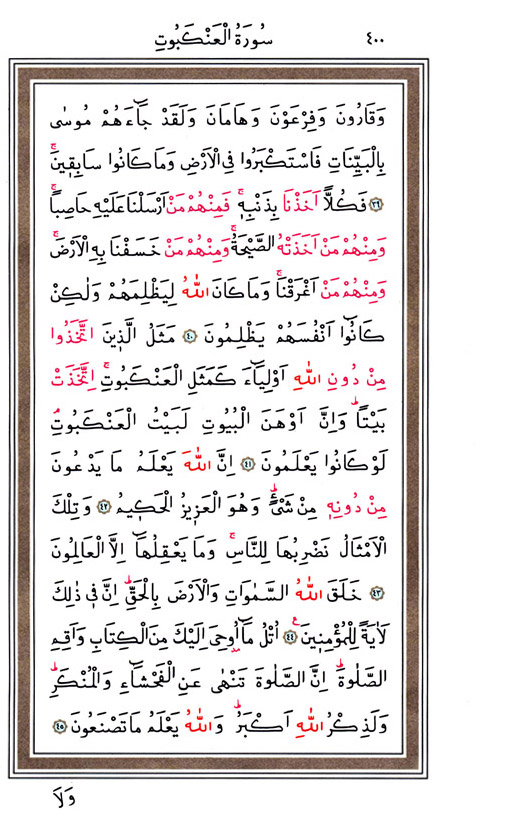 سُورَةُ الْعَنْكَبُوتِ ٤٠٠
وَقَارُونَ وَفِرْعَوْنَ وَهَامَانَ وَلَقَدْ جَٓاءَهُمْ مُوسٰى
بِالْبَيِّنَاتِ فَاسْتَكْبَرُوا فِي الْاَرْضِ وَمَا كَانُوا سَابِقٖينَۚ
﴿٣٩﴾ فَكُلًّا اَخَذْنَا بِذَنْبِهٖۚ فَمِنْهُمْ مَنْ اَرْسَلْنَا عَلَيْهِ حَاصِبًاۚ
وَمِنْهُمْ مَنْ اَخَذَتْهُ الصَّيْحَةُۚ وَمِنْهُمْ مَنْ خَسَفْنَا بِهِ الْاَرْضَۚ
وَمِنْهُمْ مَنْ اَغْرَقْنَاۚ وَمَا كَانَ اللّٰهُ لِيَظْلِمَهُمْ وَلٰكِنْ
كَانُٓوا اَنْفُسَهُمْ يَظْلِمُونَ ﴿٤٠﴾ مَثَلُ الَّذٖينَ اتَّخَذُوا
مِنْ دُونِ اللّٰهِ اَوْلِيَٓاءَ كَمَثَلِ الْعَنْكَبُوتِۚ اِتَّخَذَتْ
بَيْتًاۜ وَاِنَّ اَوْهَنَ الْبُيُوتِ لَبَيْتُ الْعَنْكَبُوتِۢ
لَوْ كَانُوا يَعْلَمُونَ ﴿٤١﴾ اِنَّ اللّٰهَ يَعْلَمُ مَا يَدْعُونَ
مِنْ دُونِهٖ مِنْ شَيْءٍۜ وَهُوَ الْعَزٖيزُ الْحَكٖيمُ ﴿٤٢﴾ وَتِلْكَ
الْاَمْثَالُ نَضْرِبُهَا لِلنَّاسِۚ وَمَا يَعْقِلُهَٓا اِلَّا الْعَالِمُونَ
﴿٤٣﴾ خَلَقَ اللّٰهُ السَّمٰوَاتِ وَالْاَرْضَ بِالْحَقِّۜ اِنَّ فٖي ذٰلِكَ
لَاٰيَةً لِلْمُؤْمِنٖينَ ﴿٤٤﴾ اُتْلُ مَٓا اُوحِيَ اِلَيْكَ مِنَ الْكِتَابِ وَاَقِمِ
الصَّلٰوةَۜ اِنَّ الصَّلٰوةَ تَنْهٰى عَنِ الْفَحْشَٓاءِ وَالْمُنْكَرِۜ
وَلَذِكْرُ اللّٰهِ اَكْبَرُۜ وَاللّٰهُ يَعْلَمُ مَا تَصْنَعُونَ ﴿٤٥﴾
وَلَا